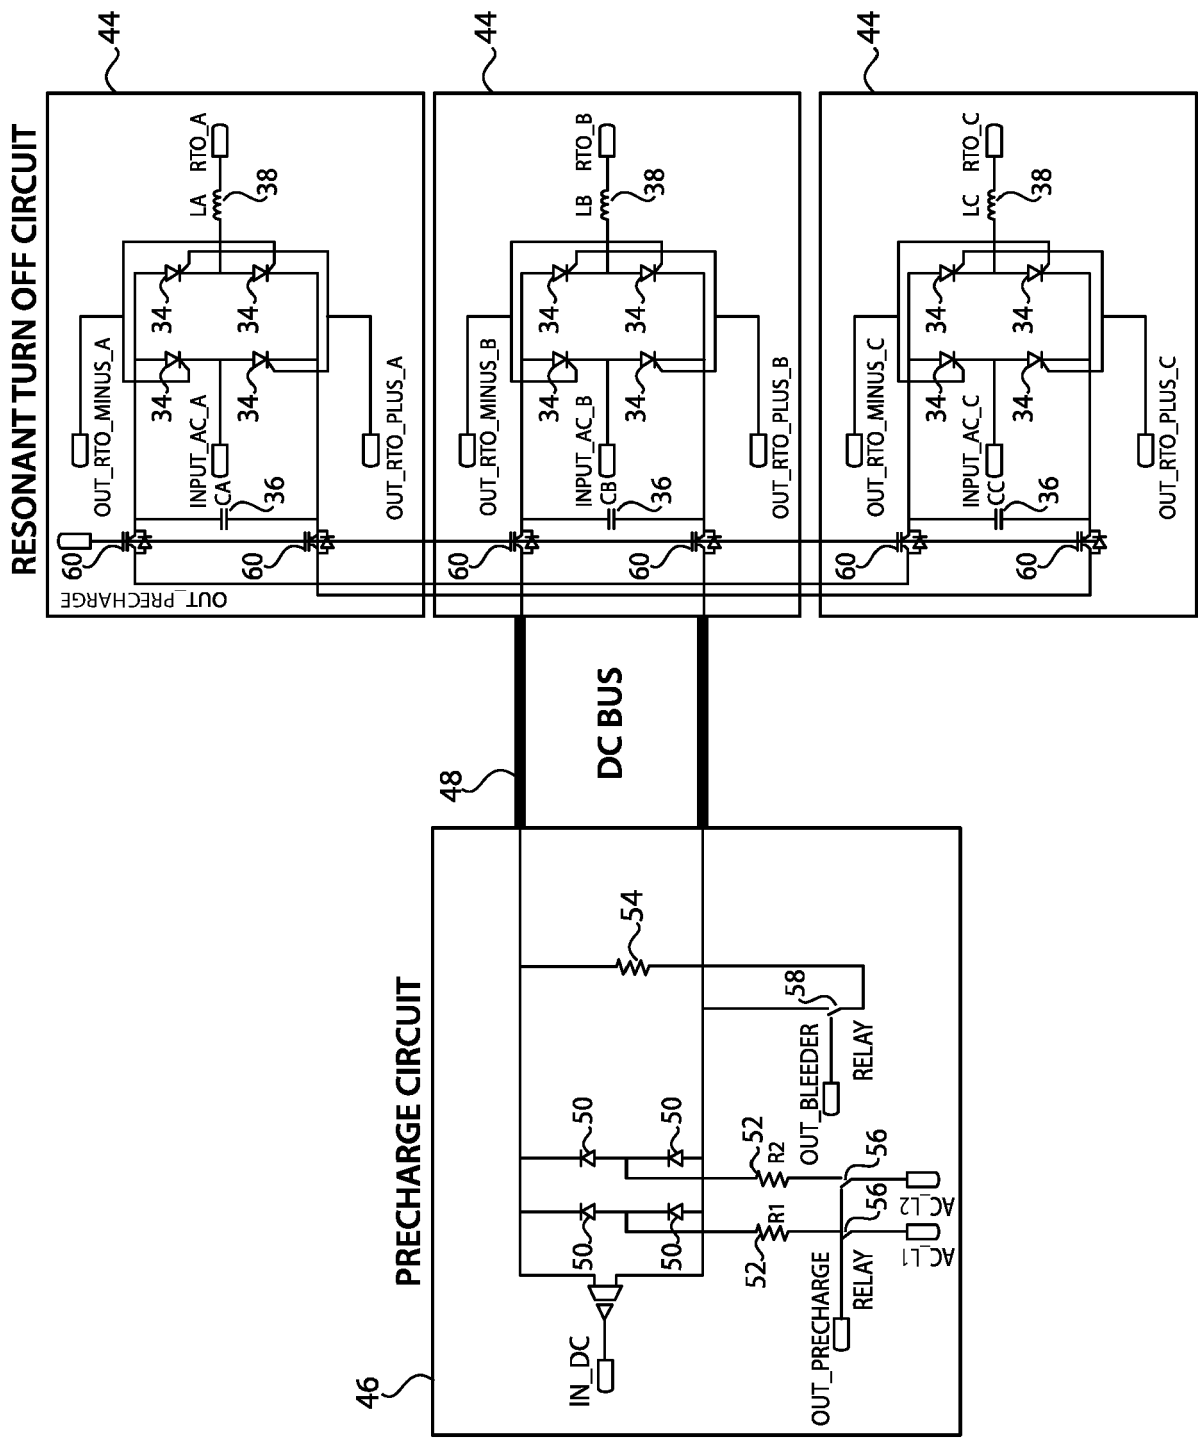 RESONANT TURN OFF CIRCUIT
44
RTO_A
LA
38
34
34
34
34
OUT_RTO_MINUS_A
OUT_RTO_PLUS_A
INPUT_AC_A
CA
36
60
60
OUT_PRECHARGE
44
RTO_B
LB
38
34
34
34
34
OUT_RTO_MINUS_B
OUT_RTO_PLUS_B
INPUT_AC_B
CB
36
60
60
44
RTO_C
LC
38
34
34
34
34
OUT_RTO_MINUS_C
OUT_RTO_PLUS_C
INPUT_AC_C
CC
36
60
60
48
DC BUS
PRECHARGE CIRCUIT
46
54
58
OUT_BLEEDER
RELAY
50
50
50
50
52
R2
52
R1
56
56
AC_L2
AC_L1
OUT_PRECHARGE
RELAY
IN_DC